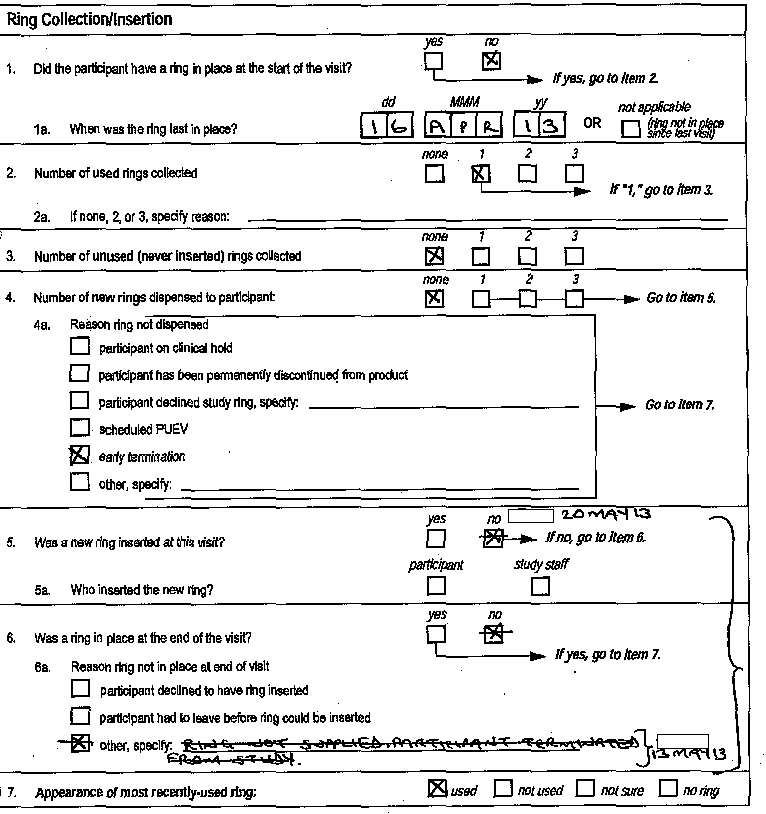 Ring Collection/Insertion
yes no
1. Did the participant have a ring in place at the start of the visit?
If yes, go to Item 2.
dd MMM yy
not applicable
1a. When was the ring last in place? 16 APR 13 OR (ring not in place
since last visit)
none 1 2 3
2. Number of used rings collected
If "1," go to item 3.
2a. If none, 2, or 3, specify reason:
none 1 2 3
3. Number of unused (never inserted) rings collected
none 1 2 3
4. Number of new rings dispensed to participant: Go to item 5.
4a. Reason ring not dispensed
participant on clinical hold
participant has been permanently discontinued from product
participant declined study ring, specify: Go to Item 7.
scheduled PUEV
early termination
other, specify:
yes no 20MAY13
5. Was a new ring inserted at this visit? If no, go to Item 6.
participant study staff
5a. Who inserted the new ring?
yes no
6. Was a ring in place at the end of the visit?
If yes, go to Item 7.
6a. Reason ring not in place at end of visit
participant declined to have ring inserted
participant had to leave before ring could be inserted
other, specify: RING NOT SUPPLIED. PARTICIPANT TERMINATED
FROM STUDY. 13MAY13
7. Appearance of most recently-used ring: used not used not sure no ring